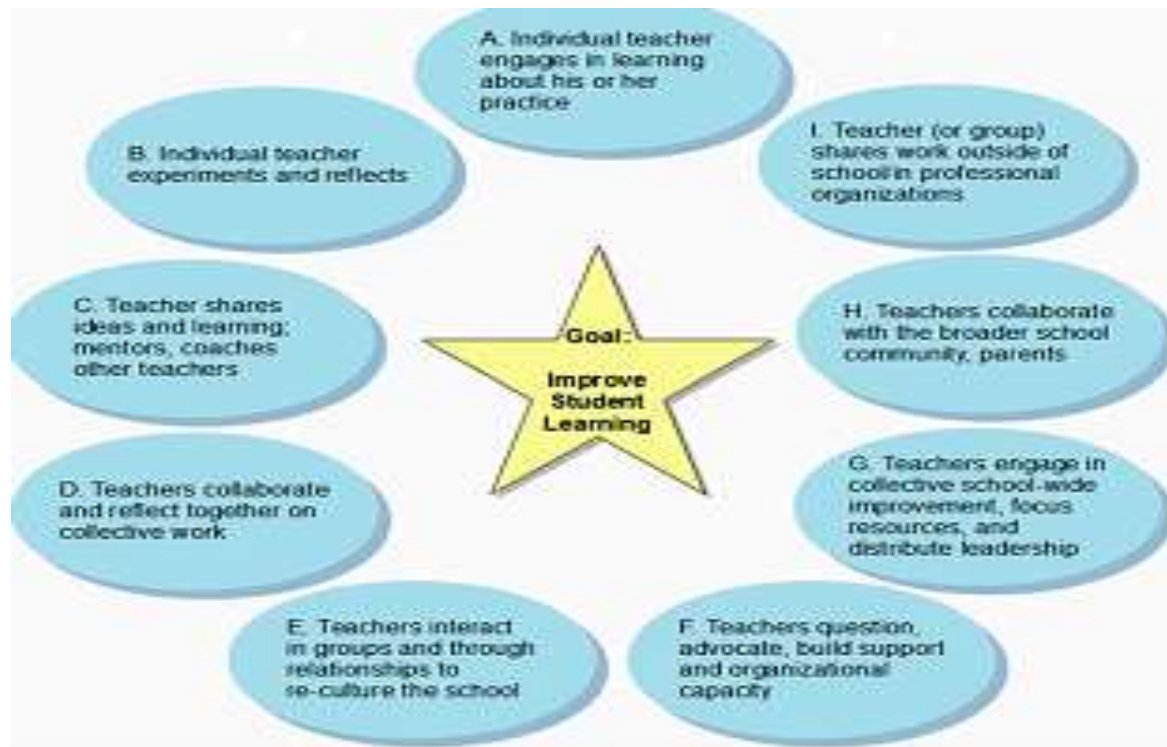 A. Individual teacher
engages in learning
about his or her
practice
B. Individual teacher
experiments and reflects
C. Teacher shares
ideas and learning;
mentors, coaches
other teachers
D. Teachers collaborate
and reflect together on
collective work
E. Teachers interact
in groups and through
relationships to
re-culture the school
F. Teachers question,
advocate, build support
and organizational
capacity
G. Teachers engage in
collective school-wide
improvement, focus
resources, and
distribute leadership
H. Teachers collaborate
with the broader school
community, parents
I. Teacher (or group)
shares work outside of
school/in professional
organizations
Goal:
Improve
Student
Learning